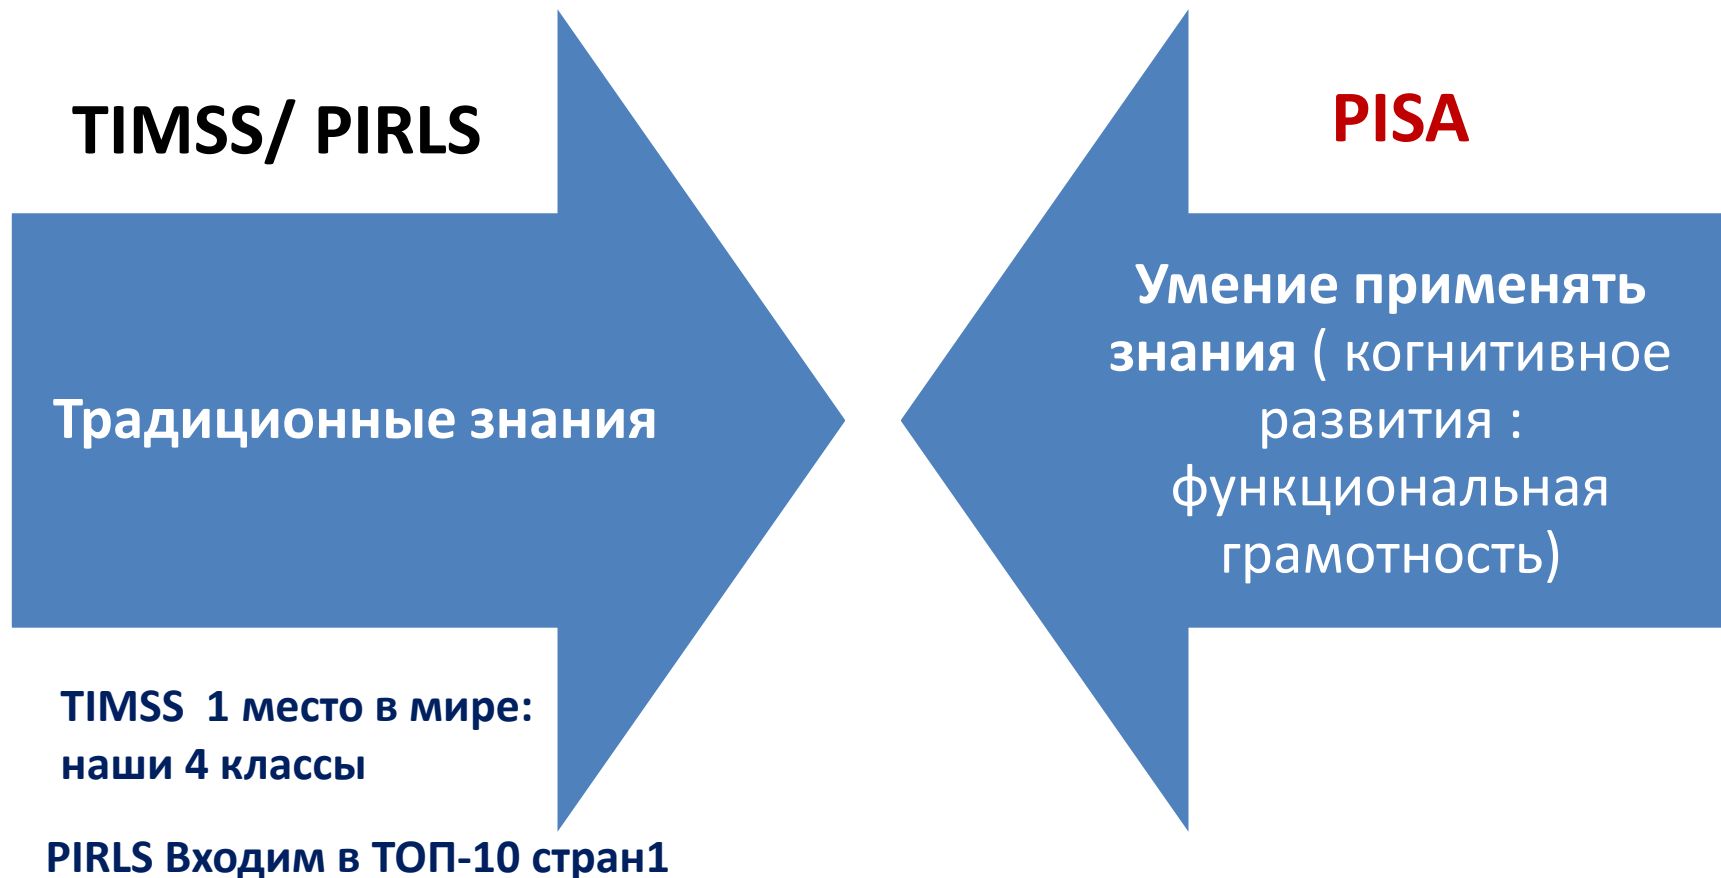 TIMSS/ PIRLS
Традиционные знания
TIMSS  1 место в мире:
наши 4 классы
PIRLS Входим в ТОП-10 стран1
PISA
Умение применять
знания ( когнитивное
развития :
функциональная
грамотность)